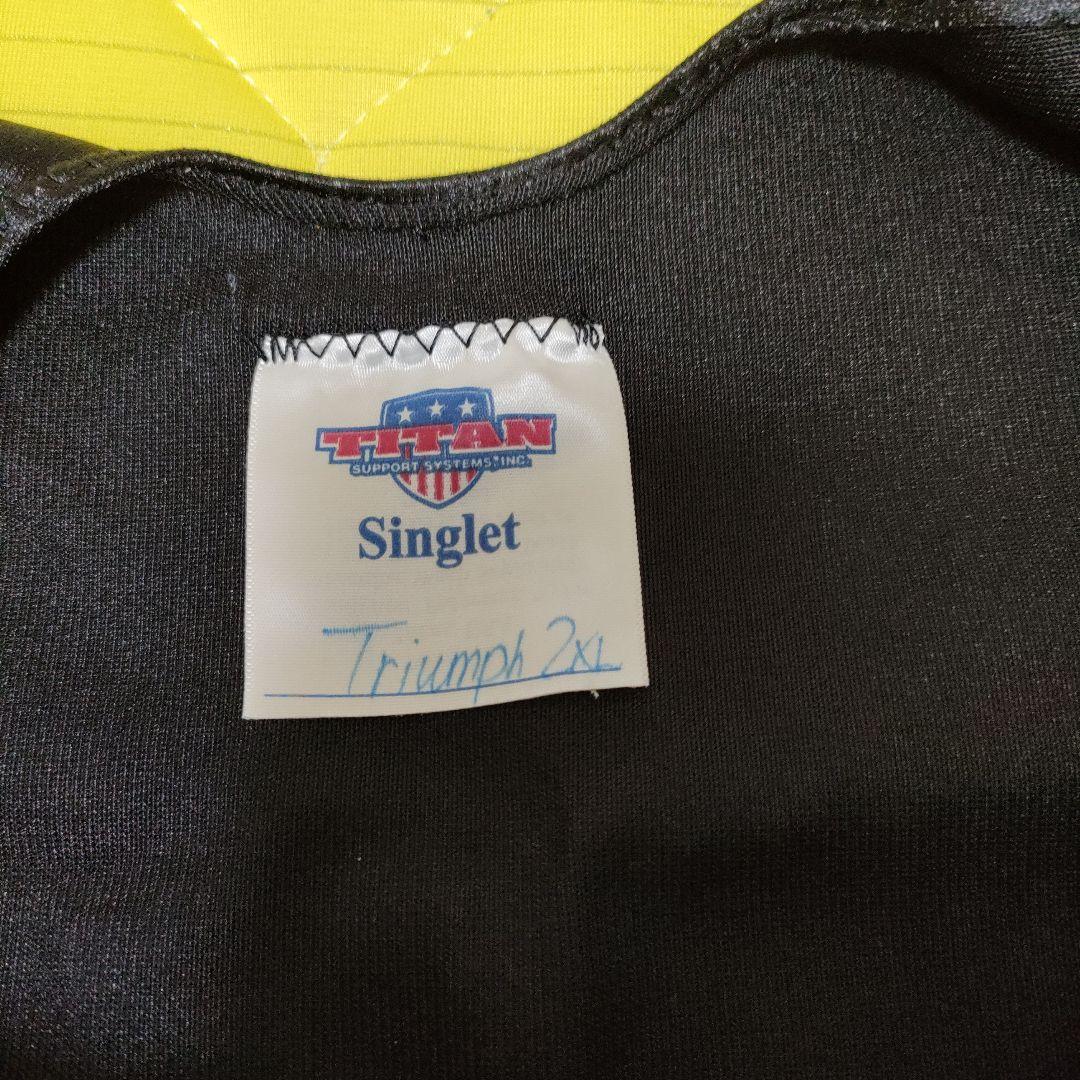 TITAN
SUPPORT SYSTEMS, INC.
Singlet
Triumph 2XL